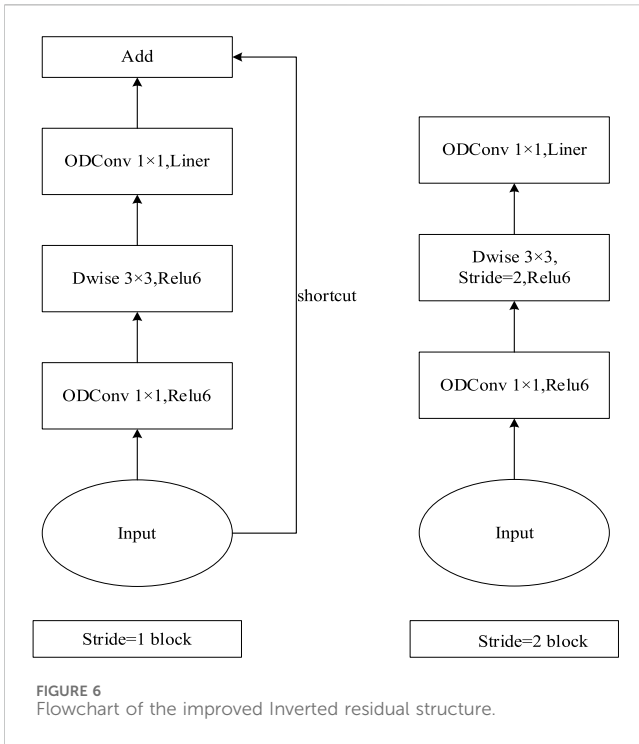 Add
ODConv 1×1,Liner
Dwise 3×3,Relu6
shortcut
ODConv 1×1,Relu6
Input
Stride=1 block
ODConv 1×1,Liner
Dwise 3×3,
Stride=2,Relu6
ODConv 1×1,Relu6
Input
Stride=2 block
FIGURE 6
Flowchart of the improved Inverted residual structure.